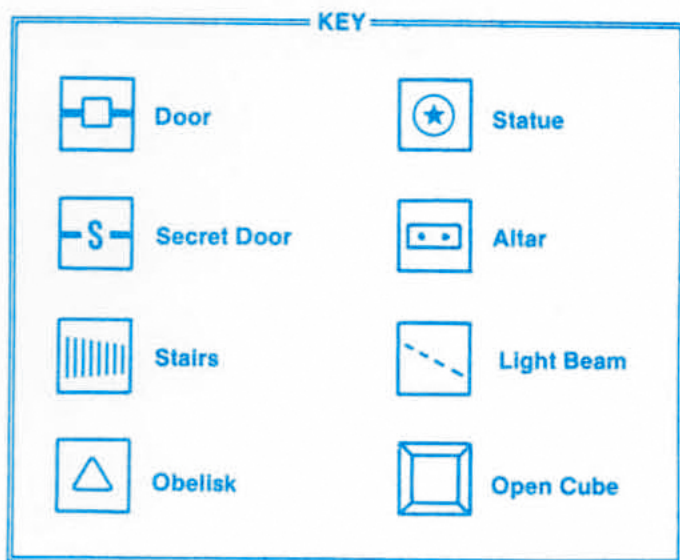 KEY
Door
Statue
S
Secret Door
Altar
Stairs
Light Beam
Obelisk
Open Cube